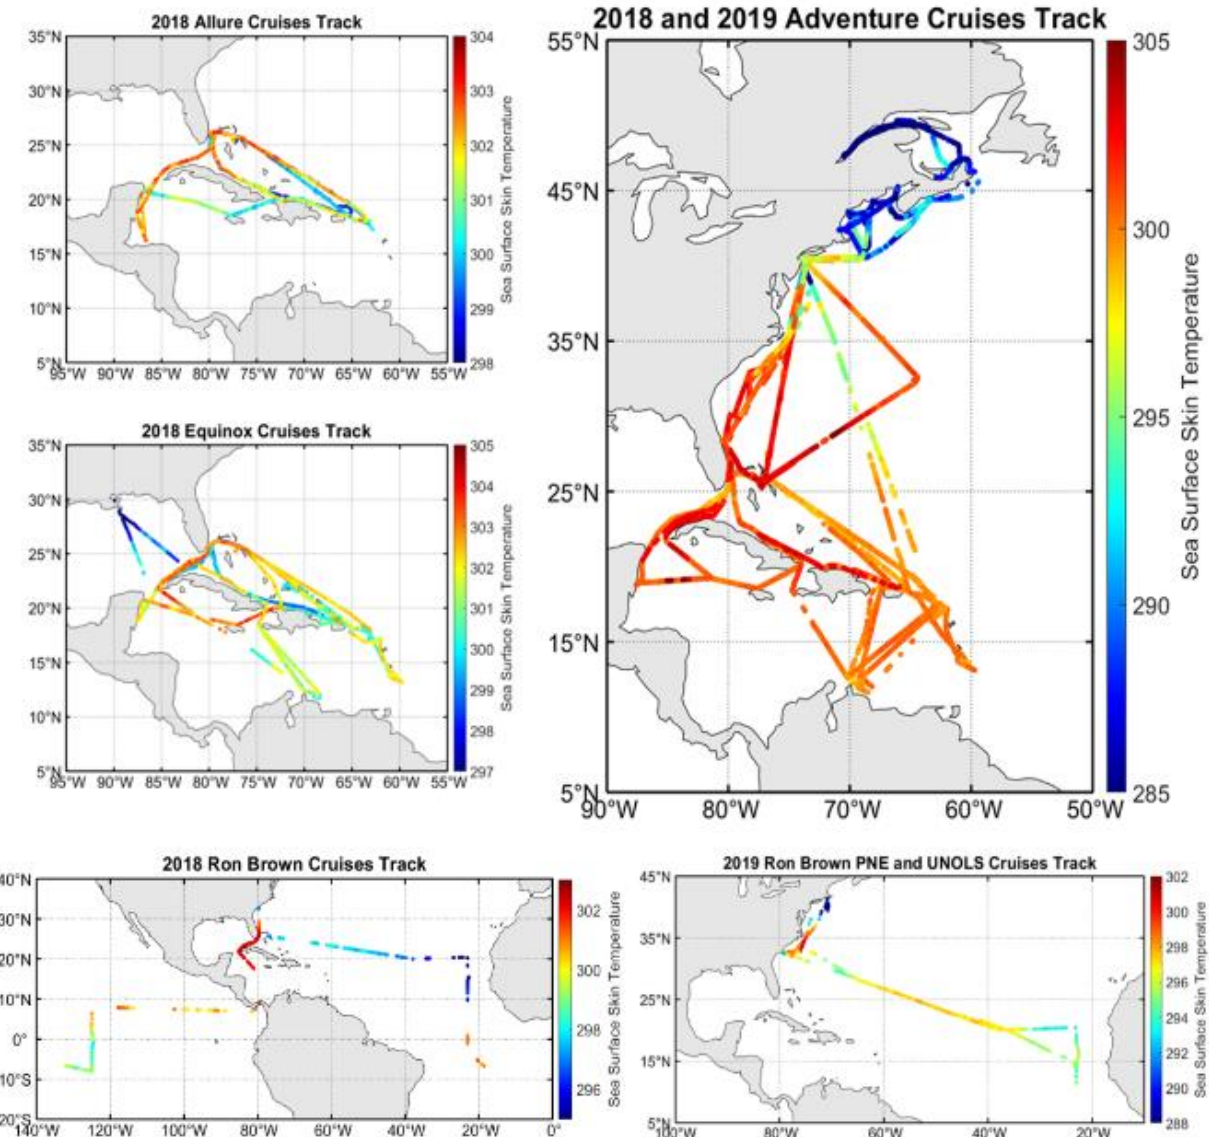 2018 Allure Cruises Track
35°N
30°N
25°N
20°N
15°N
10°N
5°N
95°W 90°W 85°W 80°W 75°W 70°W 65°W 60°W 55°W
304
303
302
301
300
299
298
Sea Surface Skin Temperature
2018 Equinox Cruises Track
35°N
30°N
25°N
20°N
15°N
10°N
5°N
95°W 90°W 85°W 80°W 75°W 70°W 65°W 60°W 55°W
305
304
303
302
301
300
299
298
297
Sea Surface Skin Temperature
2018 and 2019 Adventure Cruises Track
55°N
45°N
35°N
25°N
15°N
5°N
90°W 80°W 70°W 60°W 50°W
305
300
295
290
285
Sea Surface Skin Temperature
2018 Ron Brown Cruises Track
40°N
30°N
20°N
10°N
0°
10°S
20°S
140°W 120°W 100°W 80°W 60°W 40°W 20°W 0°
302
300
298
296
Sea Surface Skin Temperature
2019 Ron Brown PNE and UNOLS Cruises Track
45°N
35°N
25°N
15°N
5°N
100°W 80°W 60°W 40°W 20°W
302
300
298
296
294
292
290
288
Sea Surface Skin Temperature